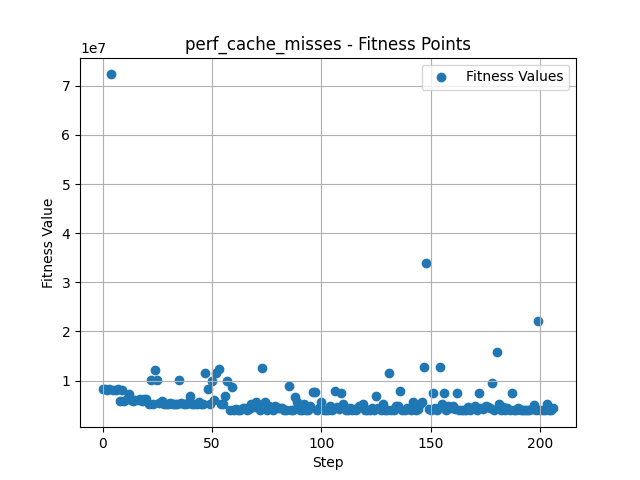 perf_cache_misses - Fitness Points
1e7
Fitness Values
7
6
5
4
3
2
1
Fitness Value
0
50
100
150
200
Step